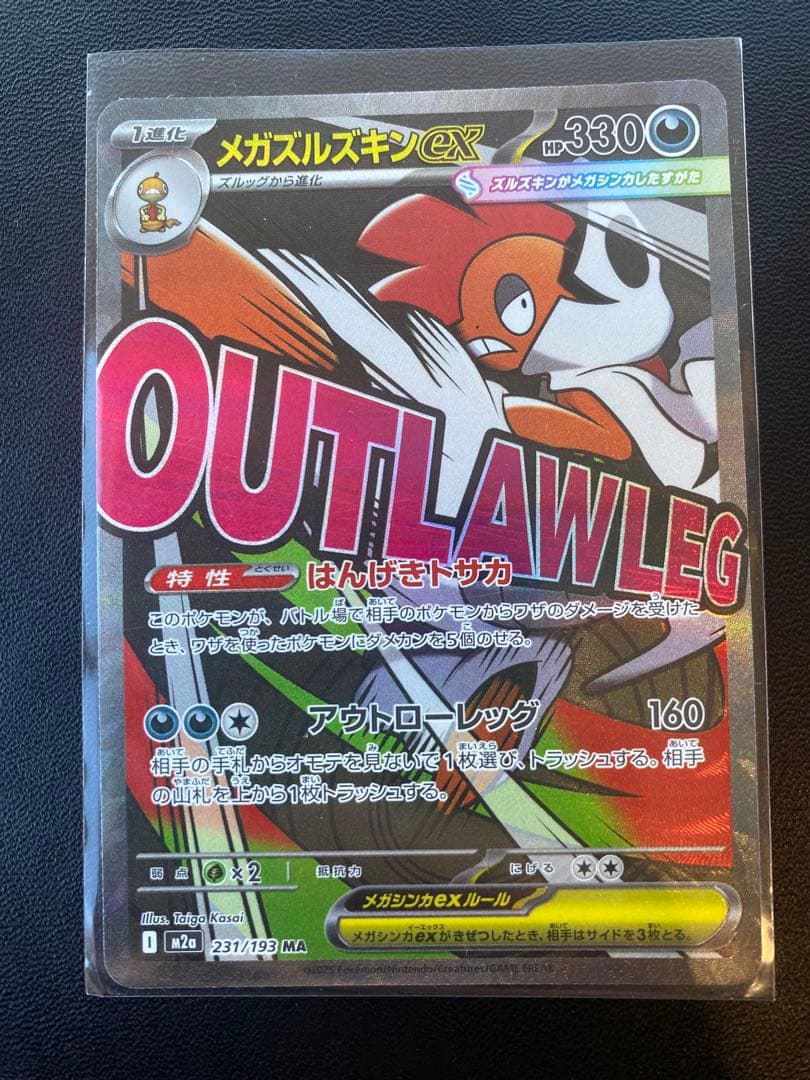 1進化
メガズルズキンex
HP330
ズルッグから進化
ズルズキンがメガシンカしたすがた
OUTLAW LEG
特性 とくせい はんげきトサカ
このポケモンが、バトル場で相手のポケモンからワザのダメージを受けた
とき、ワザを使ったポケモンにダメカンを5個のせる。
アウトローレッグ 160
相手の手札からオモテを見ないで1枚選び、トラッシュする。相手
の山札を上から1枚トラッシュする。
弱点 ×2 抵抗力 にげる
Illus. Taiga Kasai
メガシンカexルール
I m2a 231/193 MA
メガシンカexがきぜつしたとき、相手はサイドを3枚とる。
©2025 Pokémon/Nintendo/Creatures/GAME FREAK